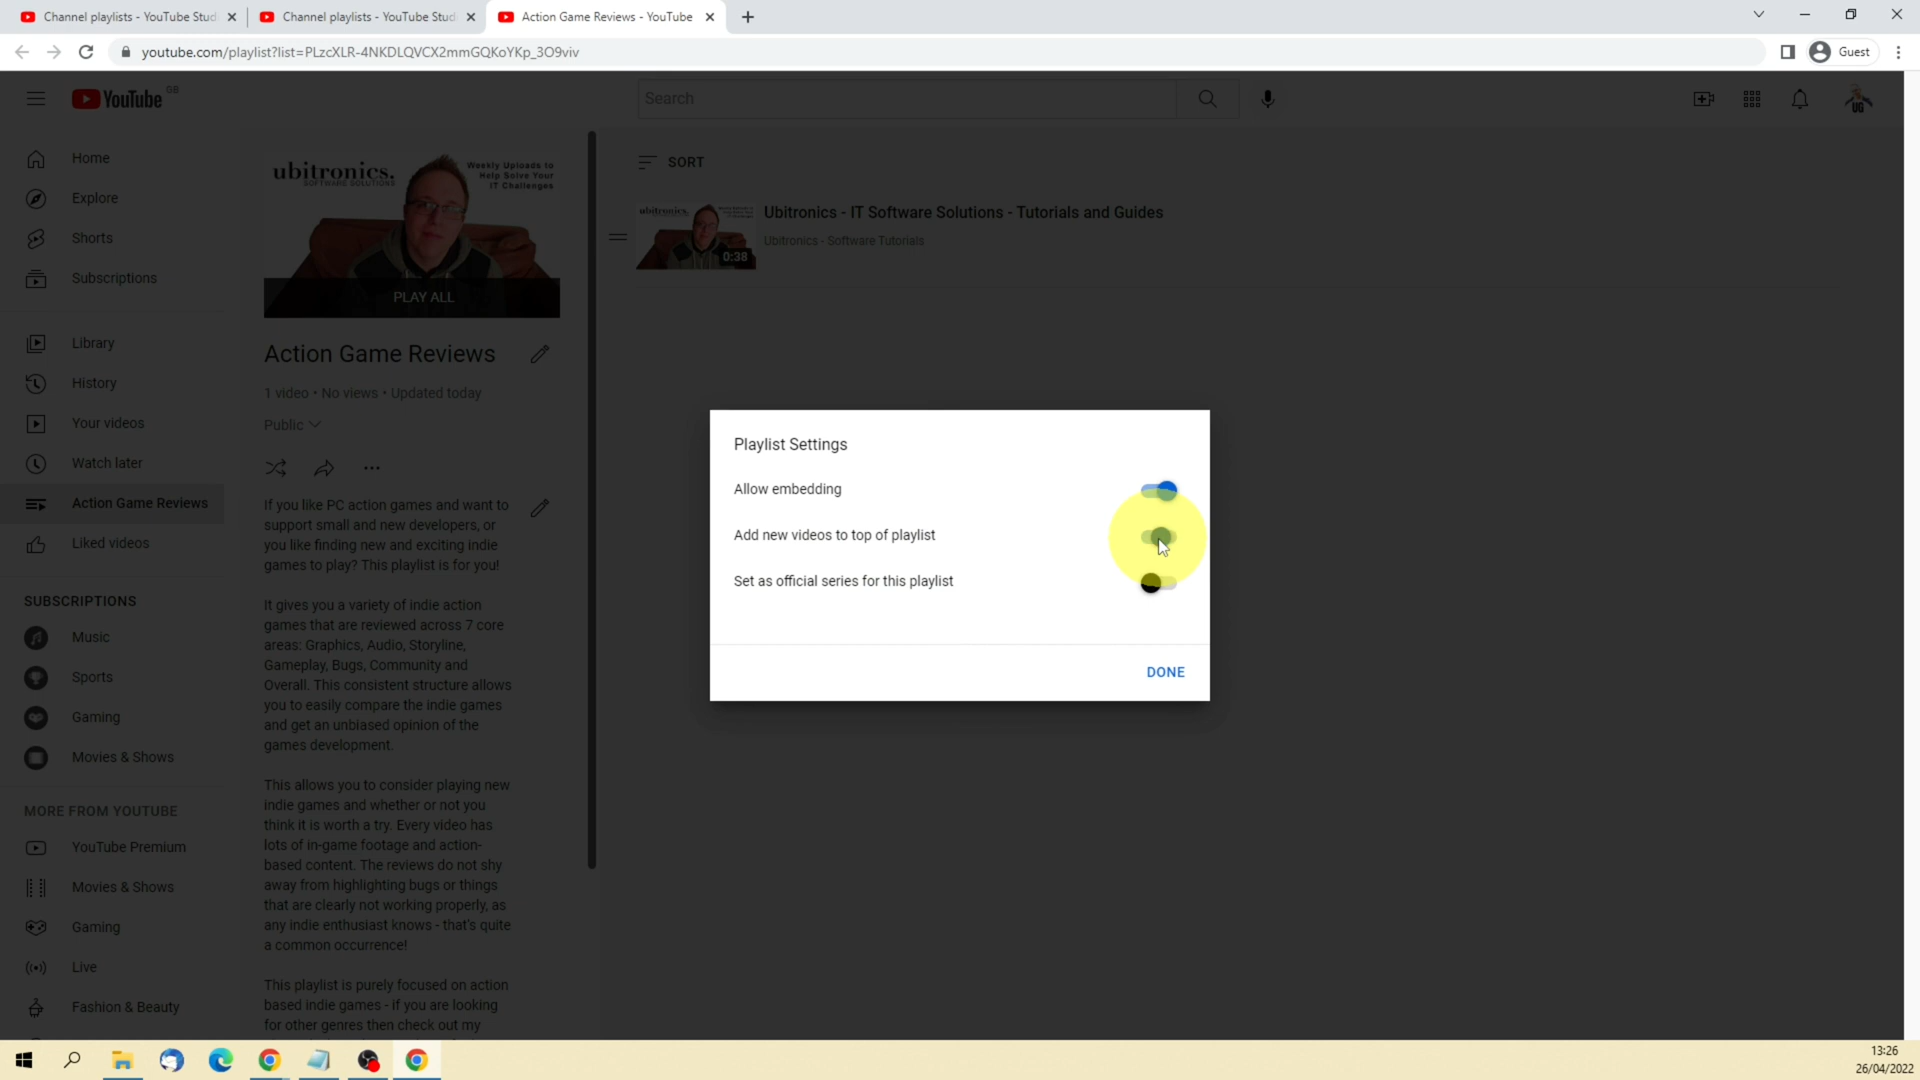 Channel playlists - YouTube Stud
Channel playlists - YouTube Stud
Action Game Reviews - YouTube
youtube.com/playlist?list=PLzcXLR-4NKDLQVCX2mmGQKoYKp_3O9viv
Guest
YouTube GB
Search
UG
Home
Explore
Shorts
Subscriptions
Library
History
Your videos
Watch later
Action Game Reviews
Liked videos
SUBSCRIPTIONS
Music
Sports
Gaming
Movies & Shows
MORE FROM YOUTUBE
YouTube Premium
Movies & Shows
Gaming
Live
Fashion & Beauty
ubitronics.
SOFTWARE SOLUTIONS
Weekly Uploads to
Help Solve Your
IT Challenges
PLAY ALL
Action Game Reviews
1 video • No views • Updated today
Public
If you like PC action games and want to
support small and new developers, or
you like finding new and exciting indie
games to play? This playlist is for you!
It gives you a variety of indie action
games that are reviewed across 7 core
areas: Graphics, Audio, Storyline,
Gameplay, Bugs, Community and
Overall. This consistent structure allows
you to easily compare the indie games
and get an unbiased opinion of the
games development.
This allows you to consider playing new
indie games and whether or not you
think it is worth a try. Every video has
lots of in-game footage and action-
based content. The reviews do not shy
away from highlighting bugs or things
that are clearly not working properly, as
any indie enthusiast knows - that's quite
a common occurrence!
This playlist is purely focused on action
based indie games - if you are looking
for other genres then check out my
SORT
ubitronics.
0:38
Ubitronics - IT Software Solutions - Tutorials and Guides
Ubitronics - Software Tutorials
Playlist Settings
Allow embedding
Add new videos to top of playlist
Set as official series for this playlist
DONE
13:26
26/04/2022